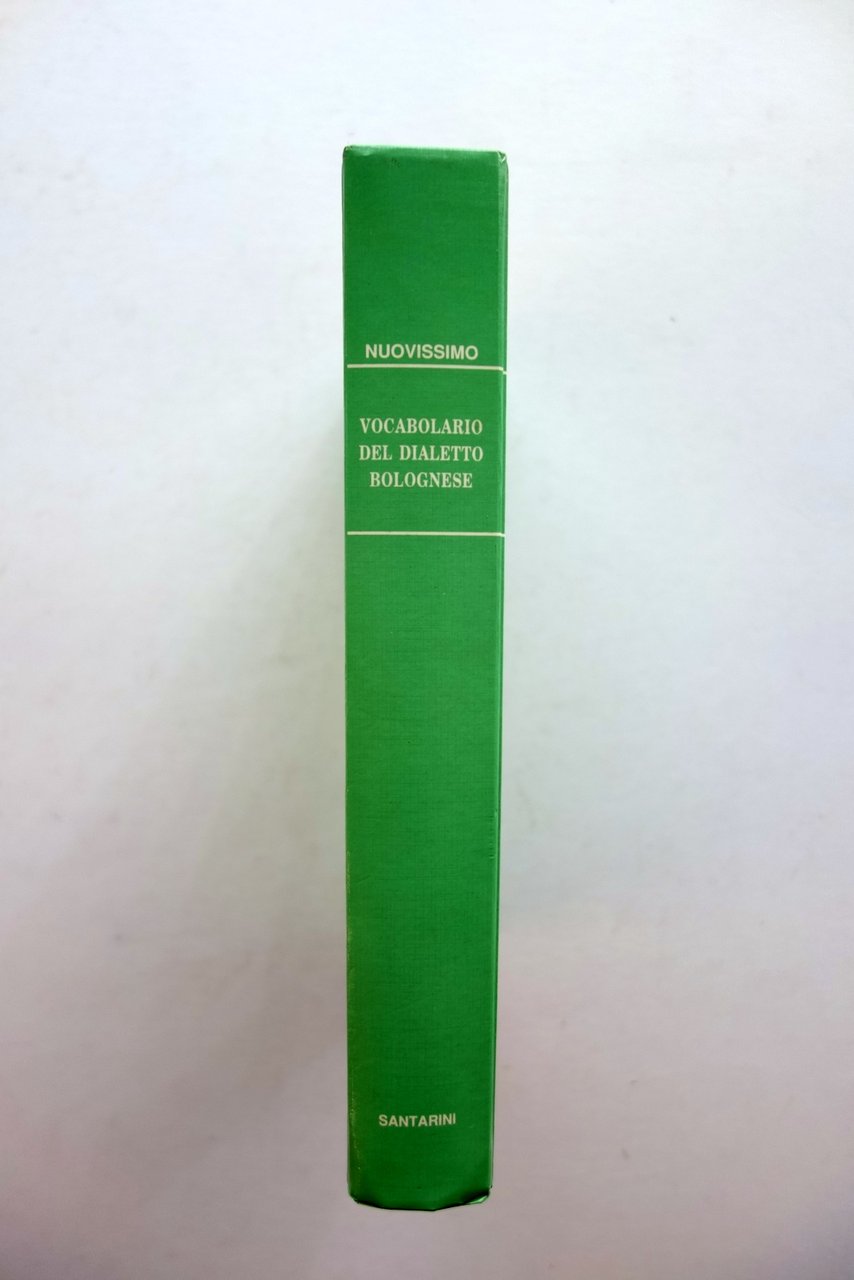 NUOVISSIMO
VOCABOLARIO
DEL DIALETTO
BOLOGNESE
SANTARINI